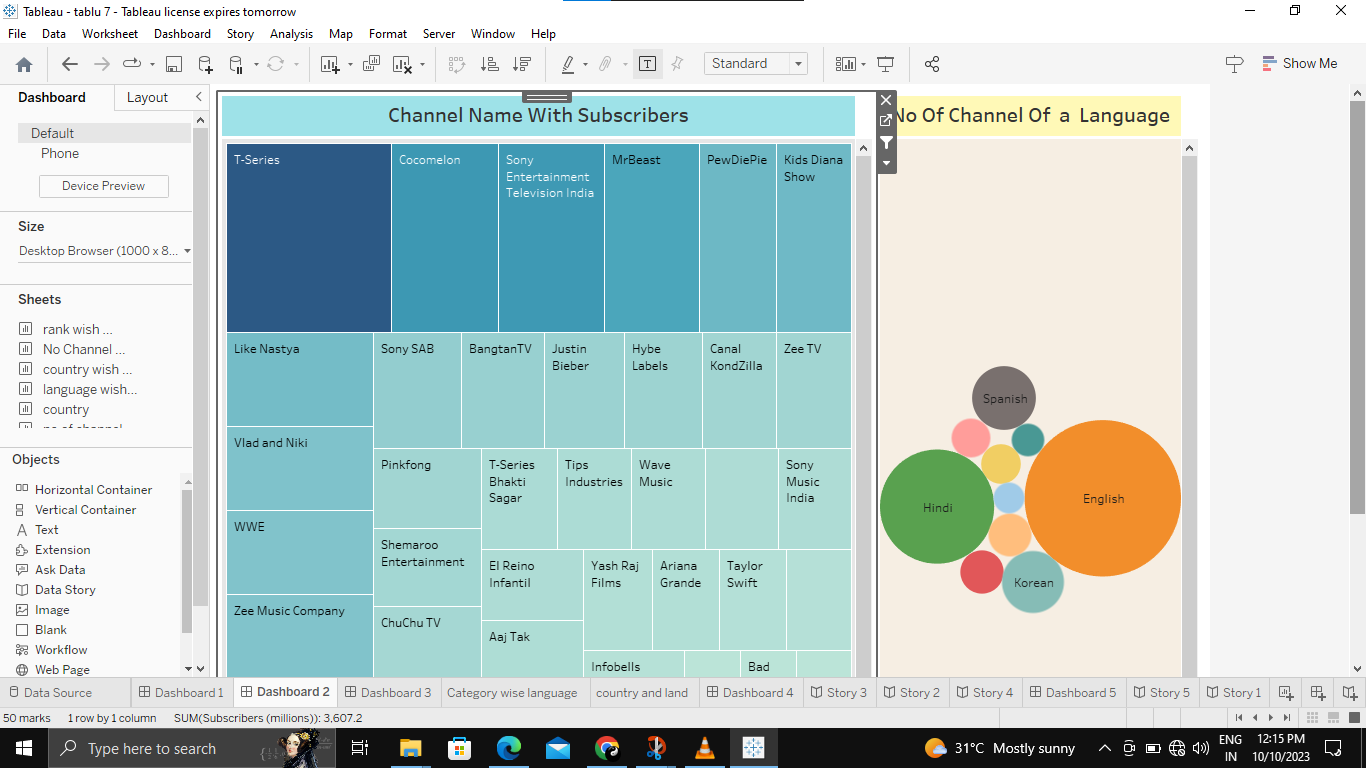 Tableau - tablu 7 - Tableau license expires tomorrow
File Data Worksheet Dashboard Story Analysis Map Format Server Window Help
Standard
Show Me
Dashboard Layout
Default
Phone
Device Preview
Size
Desktop Browser (1000 x 8...
Sheets
rank wish ...
No Channel ...
country wish ...
language wish...
country
Objects
Horizontal Container
Vertical Container
Text
Extension
Ask Data
Data Story
Image
Blank
Workflow
Web Page
Channel Name With Subscribers
T-Series
Cocomelon
Sony
Entertainment
Television India
MrBeast
PewDiePie
Kids Diana
Show
Like Nastya
Sony SAB
BangtanTV
Justin
Bieber
Hybe
Labels
Canal
KondZilla
Zee TV
Vlad and Niki
Pinkfong
T-Series
Bhakti
Sagar
Tips
Industries
Wave
Music
Sony
Music
India
WWE
Shemaroo
Entertainment
El Reino
Infantil
Yash Raj
Films
Ariana
Grande
Taylor
Swift
Zee Music Company
ChuChu TV
Aaj Tak
Infobells
Bad
No Of Channel Of a Language
Spanish
Hindi
English
Korean
Data Source Dashboard 1 Dashboard 2 Dashboard 3 Category wise language country and land Dashboard 4 Story 3 Story 2 Story 4 Dashboard 5 Story 5 Story 1
50 marks 1 row by 1 column SUM(Subscribers (millions)): 3,607.2
Type here to search
31°C Mostly sunny
ENG
IN
12:15 PM
10/10/2023